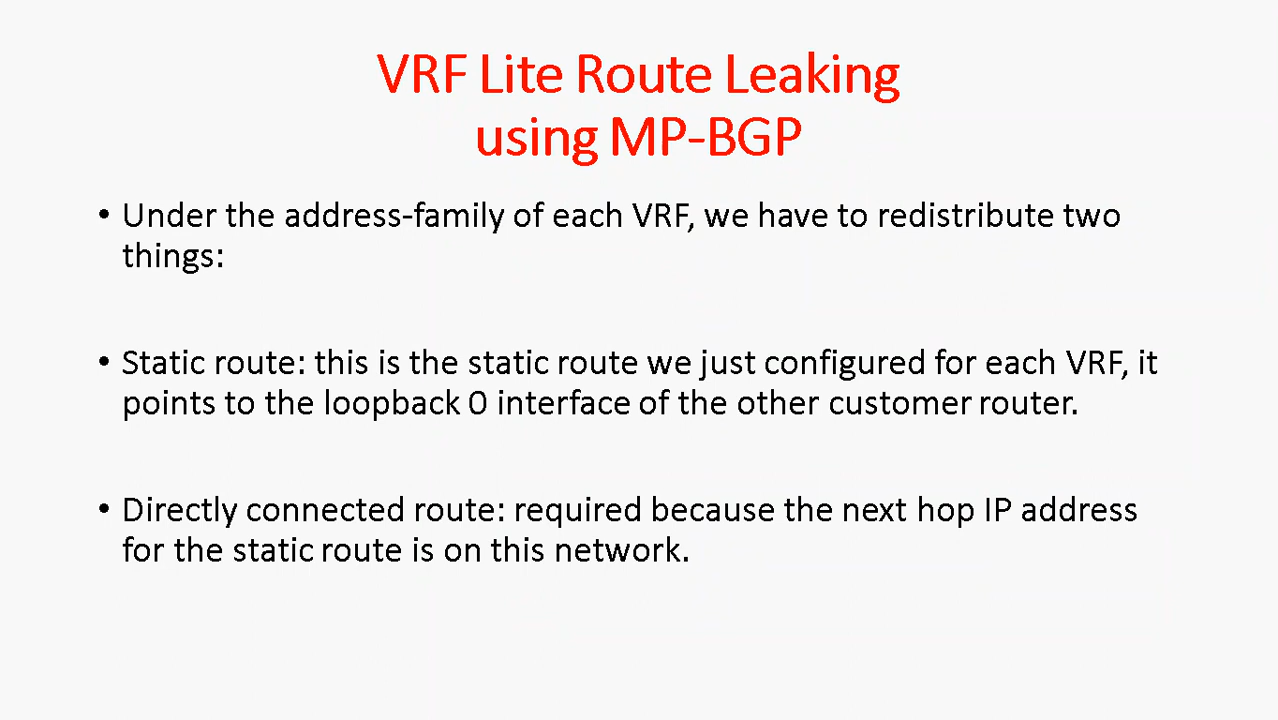 VRF Lite Route Leaking
using MP-BGP
• Under the address-family of each VRF, we have to redistribute two
things:
• Static route: this is the static route we just configured for each VRF, it
points to the loopback 0 interface of the other customer router.
• Directly connected route: required because the next hop IP address
for the static route is on this network.